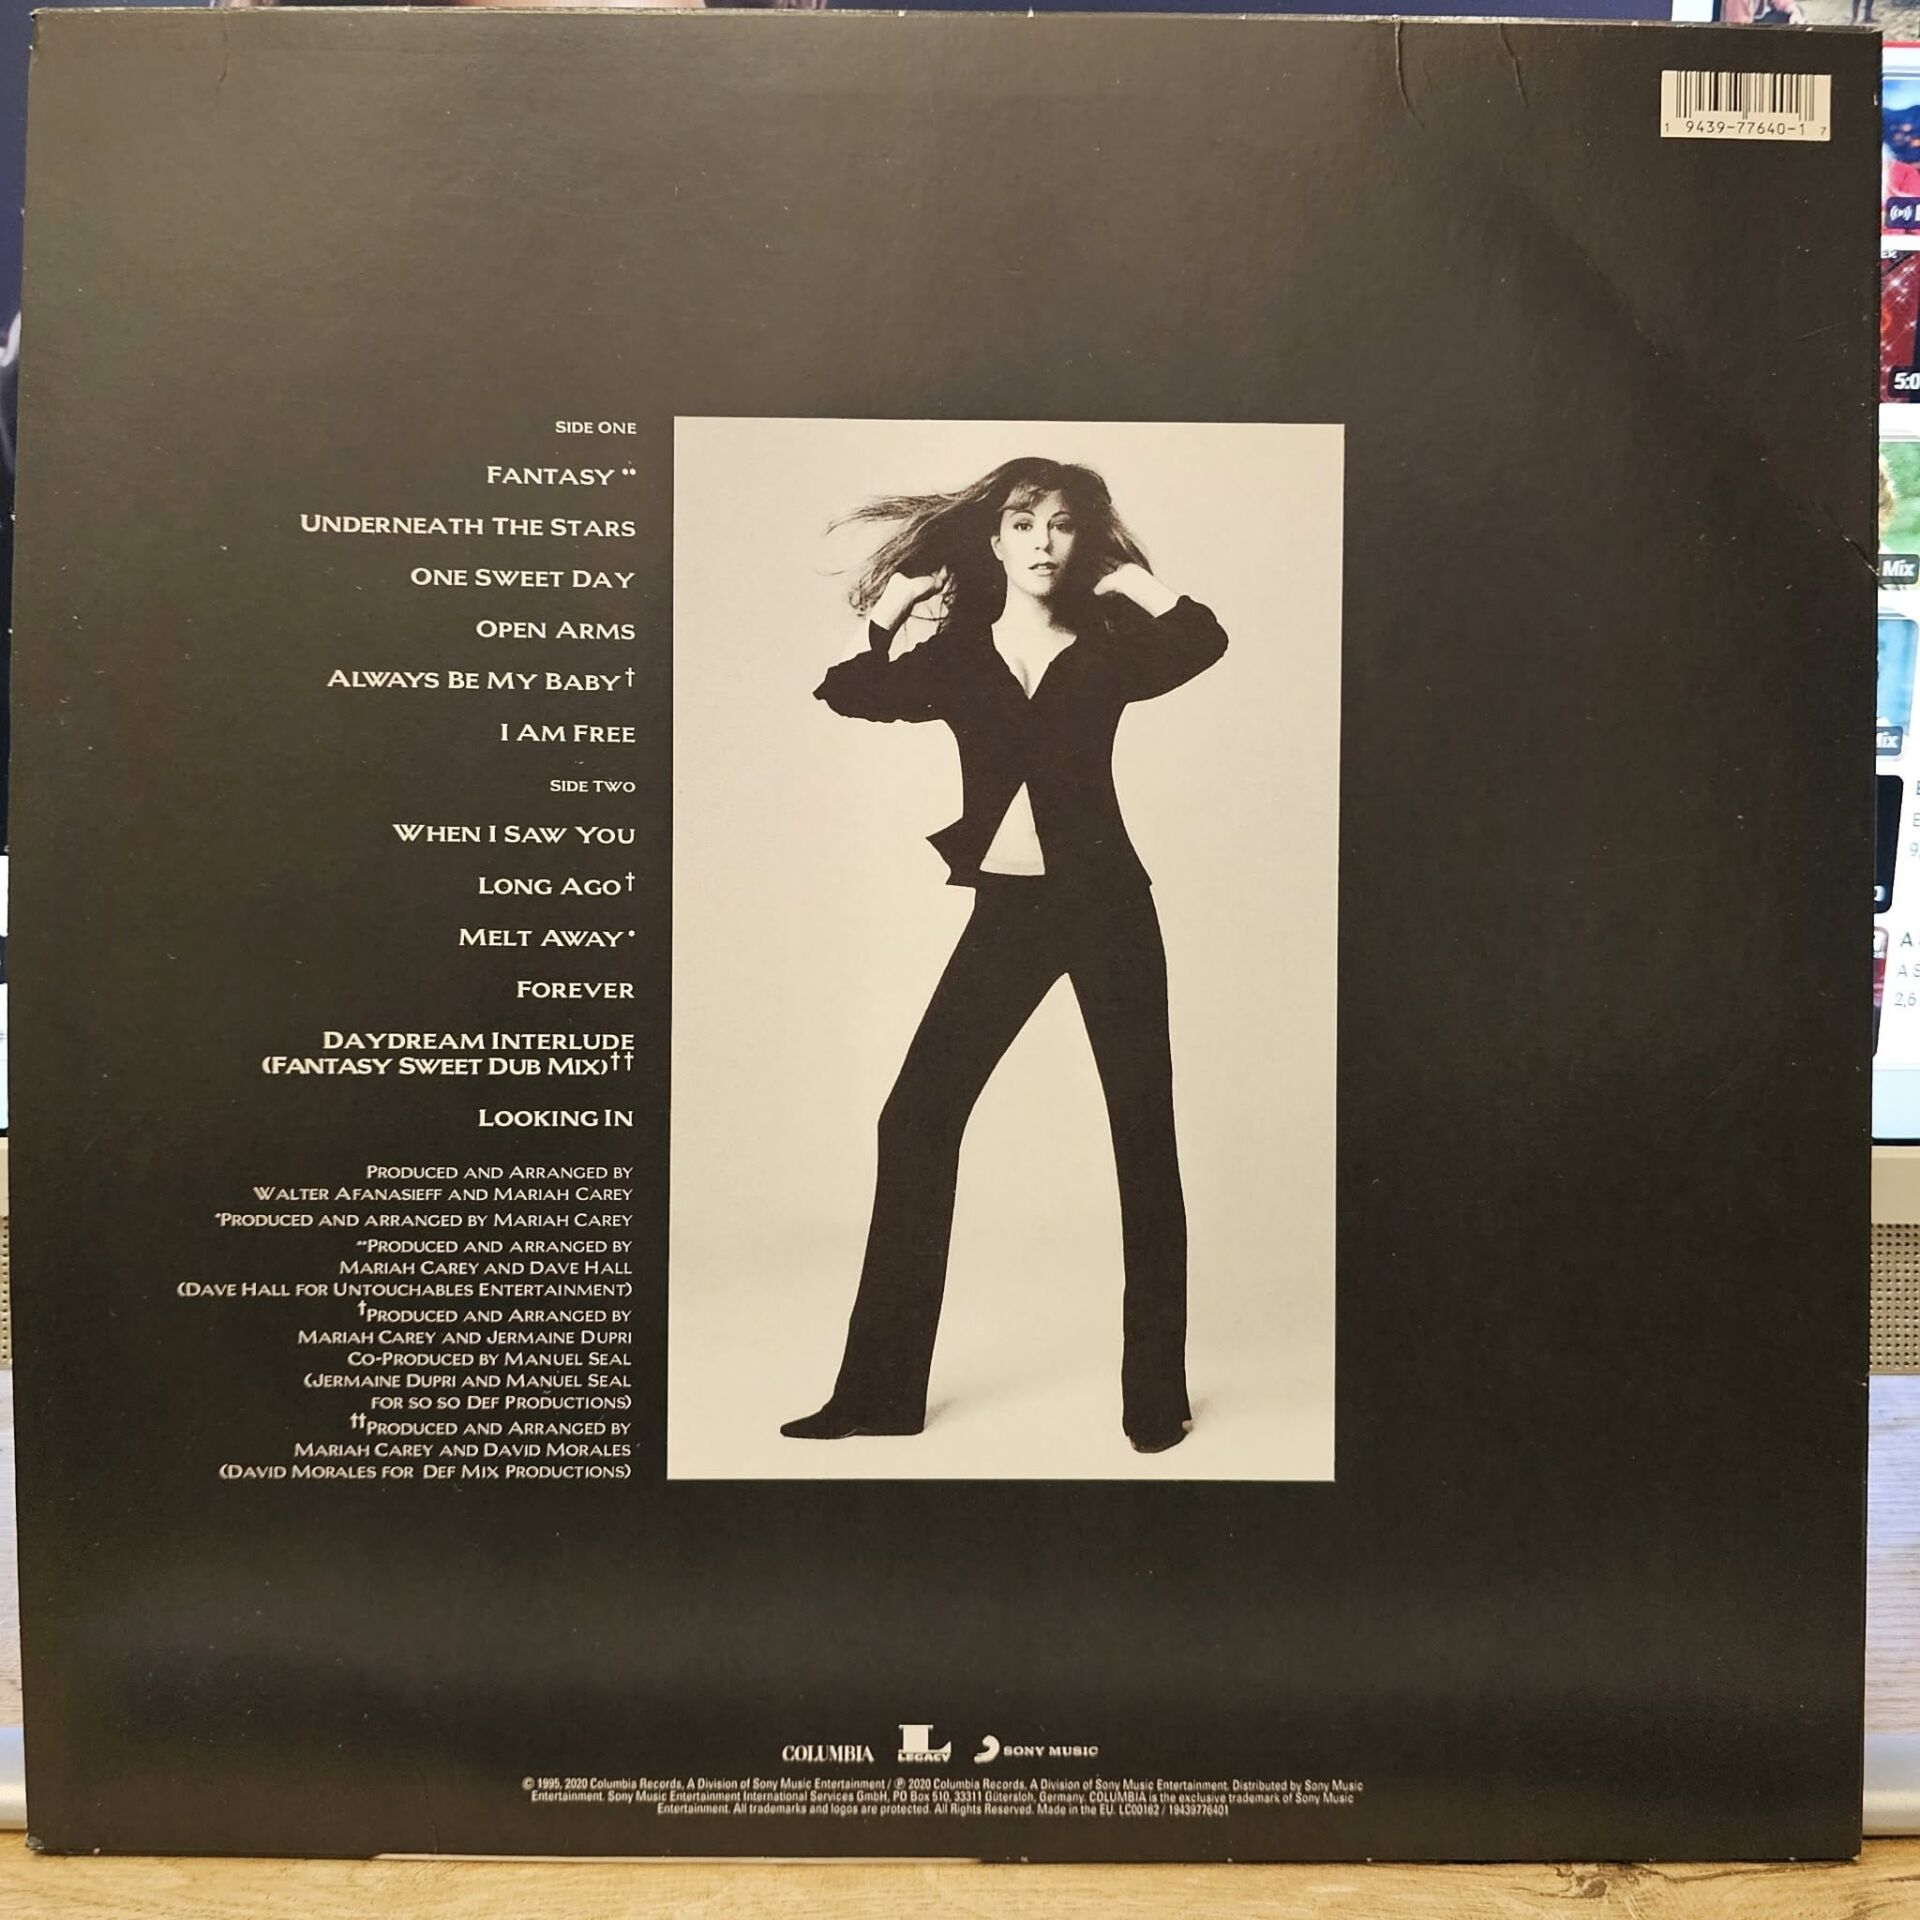 1 9439-77640-1 7
SIDE ONE
FANTASY **
UNDERNEATH THE STARS
ONE SWEET DAY
OPEN ARMS
ALWAYS BE MY BABY†
I AM FREE
SIDE TWO
WHEN I SAW YOU
LONG AGO†
MELT AWAY*
FOREVER
DAYDREAM INTERLUDE
(FANTASY SWEET DUB MIX)††
LOOKING IN
PRODUCED AND ARRANGED BY
WALTER AFANASIEFF AND MARIAH CAREY
*PRODUCED AND ARRANGED BY MARIAH CAREY
**PRODUCED AND ARRANGED BY
MARIAH CAREY AND DAVE HALL
(DAVE HALL FOR UNTOUCHABLES ENTERTAINMENT)
†PRODUCED AND ARRANGED BY
MARIAH CAREY AND JERMAINE DUPRI
CO-PRODUCED BY MANUEL SEAL
(JERMAINE DUPRI AND MANUEL SEAL
FOR SO SO DEF PRODUCTIONS)
††PRODUCED AND ARRANGED BY
MARIAH CAREY AND DAVID MORALES
(DAVID MORALES FOR DEF MIX PRODUCTIONS)
COLUMBIA L LEGACY SONY MUSIC
© 1995, 2020 Columbia Records, A Division of Sony Music Entertainment / ℗ 2020 Columbia Records, A Division of Sony Music Entertainment. Distributed by Sony Music
Entertainment. Sony Music Entertainment International Services GmbH, PO Box 510, 33311 Gütersloh, Germany. COLUMBIA is the exclusive trademark of Sony Music
Entertainment. All trademarks and logos are protected. All Rights Reserved. Made in the EU. LC00162 / 19439776401
5:0
Mix
Mix
A
A S
2,6